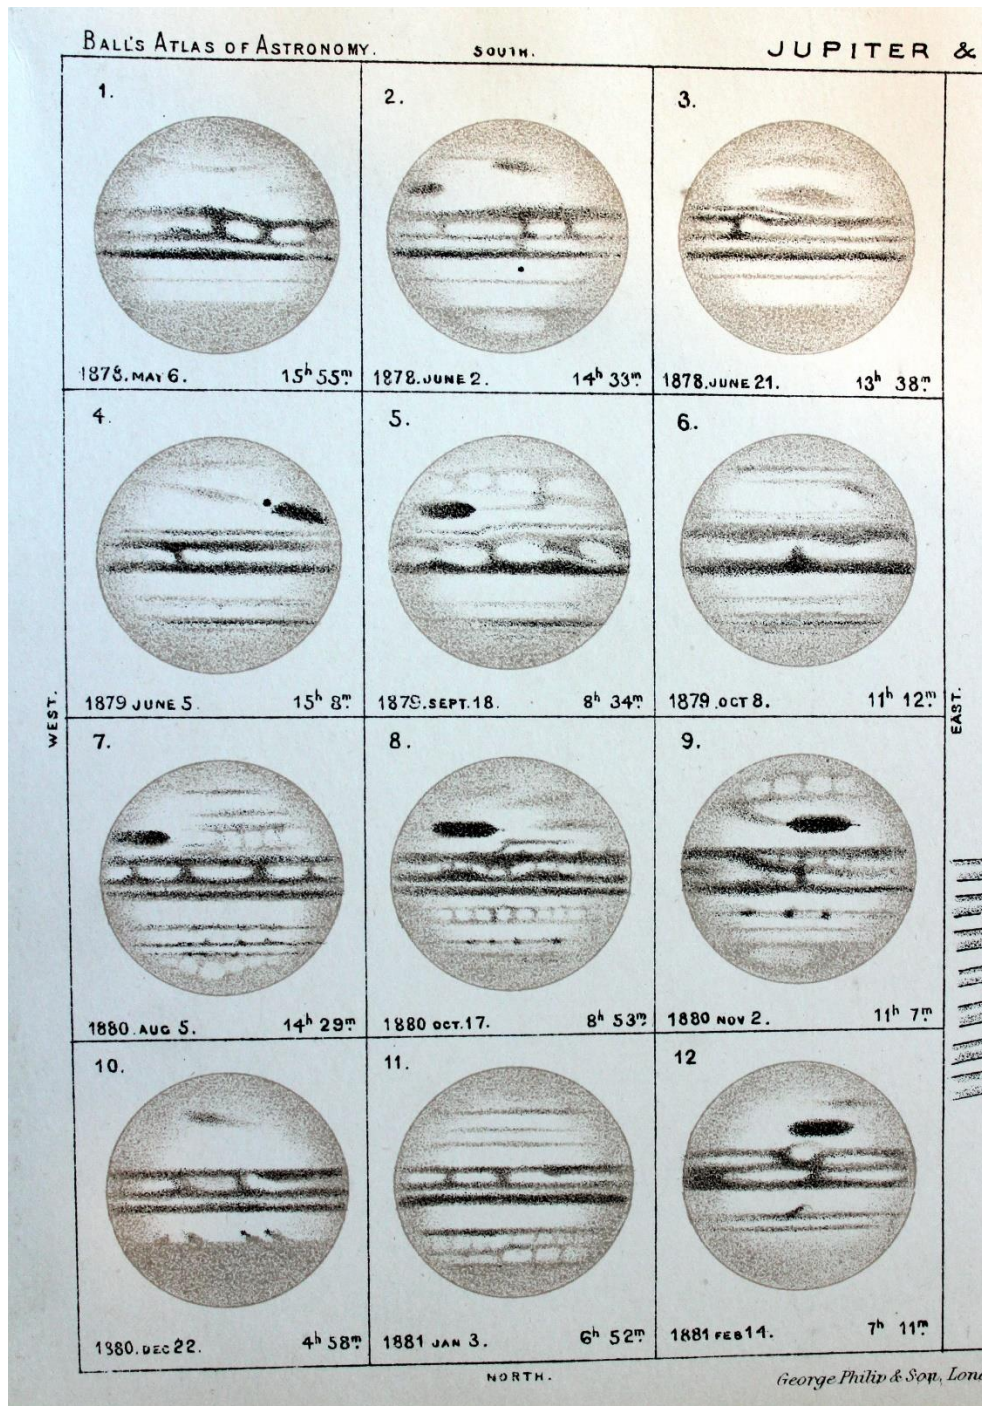 BALL'S ATLAS OF ASTRONOMY. SOUTH. JUPITER &
1. 2. 3.
1878. MAY 6. 15h 55m 1878. JUNE 2. 14h 33m 1878. JUNE 21. 13h 38m
4. 5. 6.
1879 JUNE 5. 15h 8m 1879. SEPT. 18. 8h 34m 1879. OCT 8. 11h 12m
WEST. EAST.
7. 8. 9.
1880. AUG 5. 14h 29m 1880 OCT. 17. 8h 53m 1880 NOV 2. 11h 7m
10. 11. 12
1880. DEC 22. 4h 58m 1881 JAN 3. 6h 52m 1881 FEB 14. 7h 11m
NORTH. George Philip & Son,